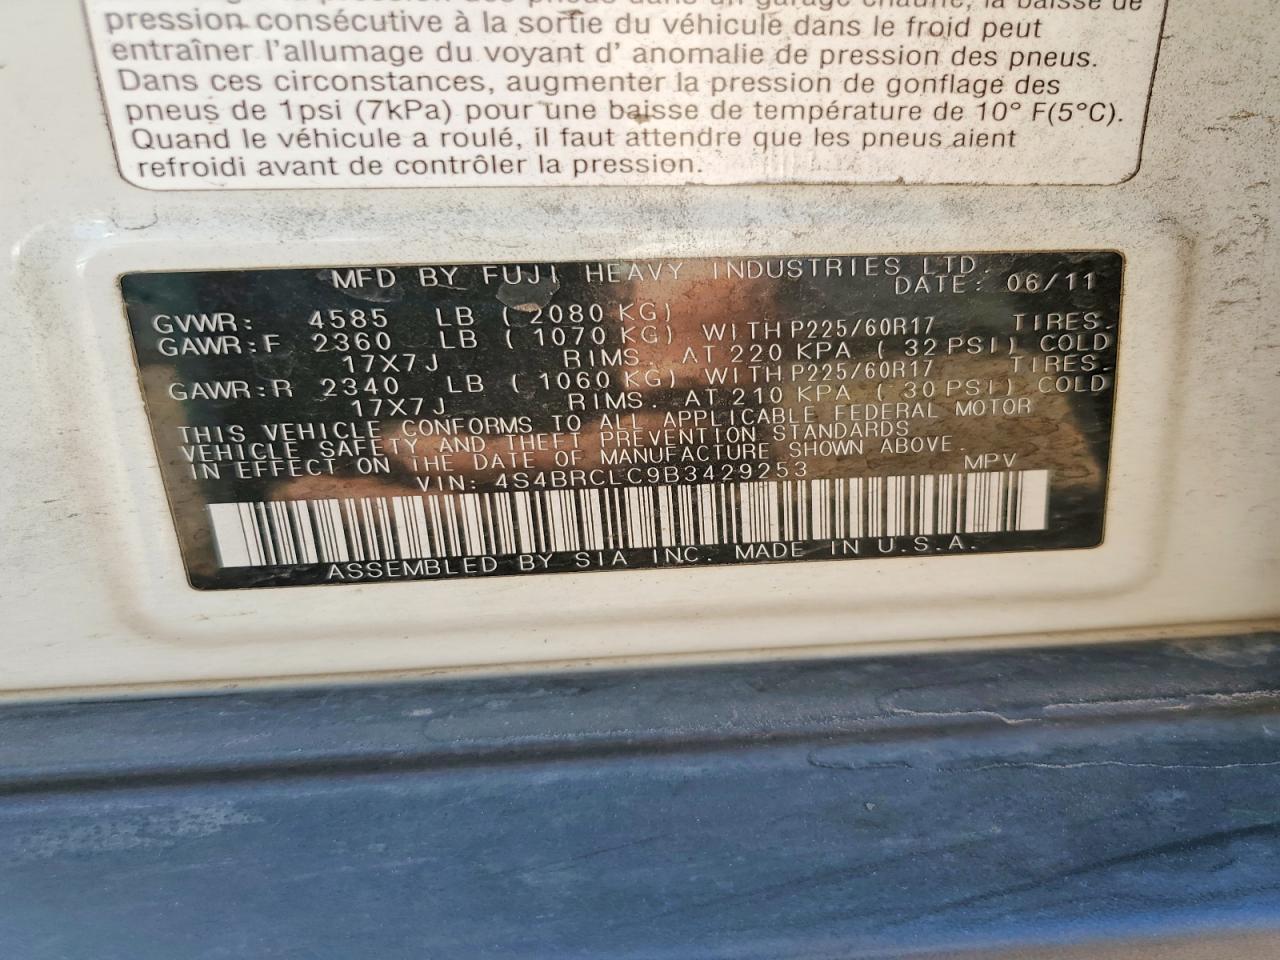 pression consécutive à la sortie du véhicule dans le froid peut
entraîner l'allumage du voyant d' anomalie de pression des pneus.
Dans ces circonstances, augmenter la pression de gonflage des
pneus de 1psi (7kPa) pour une baisse de température de 10° F(5°C).
Quand le véhicule a roulé, il faut attendre que les pneus aient
refroidi avant de contrôler la pression.
MFD BY FUJI HEAVY INDUSTRIES LTD.
DATE: 06/11
GVWR: 4585 LB ( 2080 KG)
GAWR:F 2360 LB ( 1070 KG) WITH P225/60R17 TIRES.
17X7J RIMS. AT 220 KPA ( 32 PSI) COLD
GAWR:R 2340 LB ( 1060 KG) WITH P225/60R17 TIRES.
17X7J RIMS AT 210 KPA ( 30 PSI) COLD
THIS VEHICLE CONFORMS TO ALL APPLICABLE FEDERAL MOTOR
VEHICLE SAFETY AND THEFT PREVENTION STANDARDS
IN EFFECT ON THE DATE OF MANUFACTURE SHOWN ABOVE.
VIN: 4S4BRCLC9B3429253 MPV
ASSEMBLED BY SIA INC. MADE IN U.S.A.